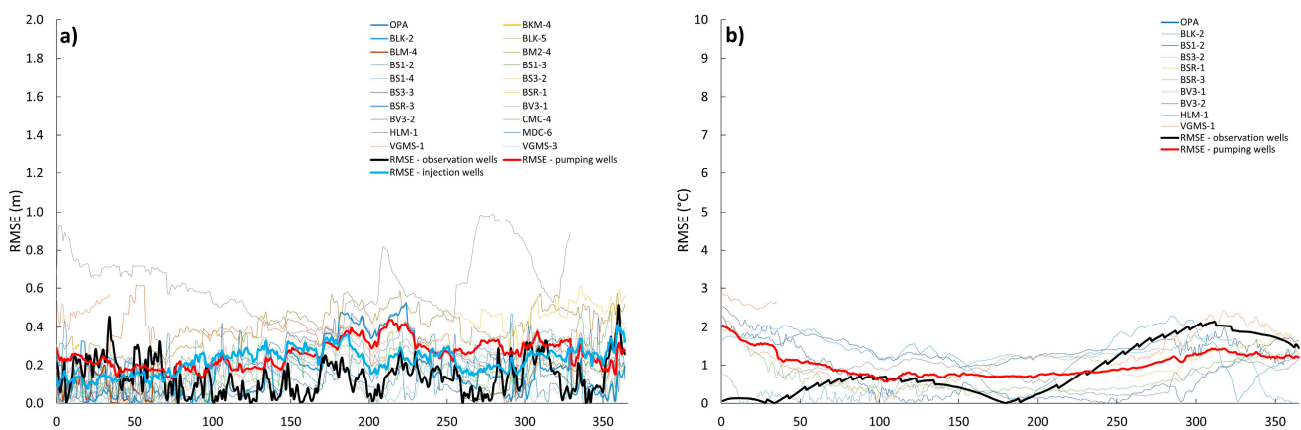 a)
RMSE (m)
2.0
1.8
1.6
1.4
1.2
1.0
0.8
0.6
0.4
0.2
0.0
0 50 100 150 200 250 300 350
OPA BKM-4
BLK-2 BLK-5
BLM-4 BM2-4
BS1-2 BS1-3
BS1-4 BS3-2
BS3-3 BSR-1
BSR-3 BV3-1
BV3-2 CMC-4
HLM-1 MDC-6
VGMS-1 VGMS-3
RMSE - observation wells RMSE - pumping wells
RMSE - injection wells
b)
RMSE (°C)
10
9
8
7
6
5
4
3
2
1
0
0 50 100 150 200 250 300 350
OPA
BLK-2
BS1-2
BS3-2
BSR-1
BSR-3
BV3-1
BV3-2
HLM-1
VGMS-1
RMSE - observation wells
RMSE - pumping wells